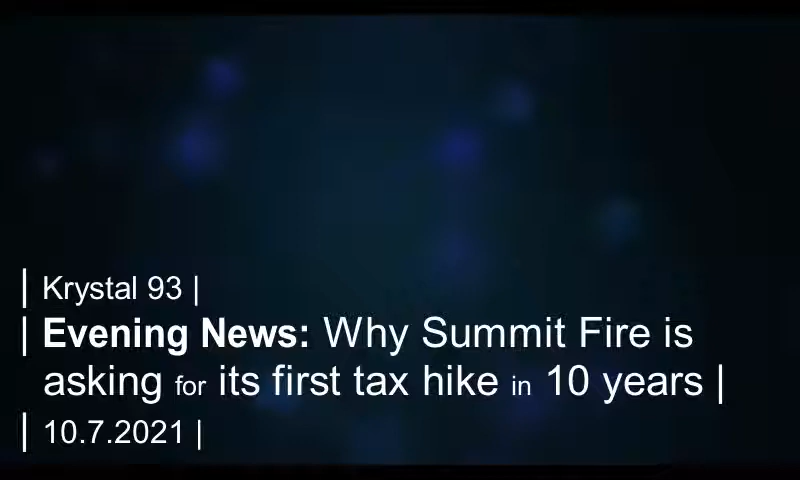 | Krystal 93 |
| Evening News: Why Summit Fire is
asking for its first tax hike in 10 years |
| 10.7.2021 |